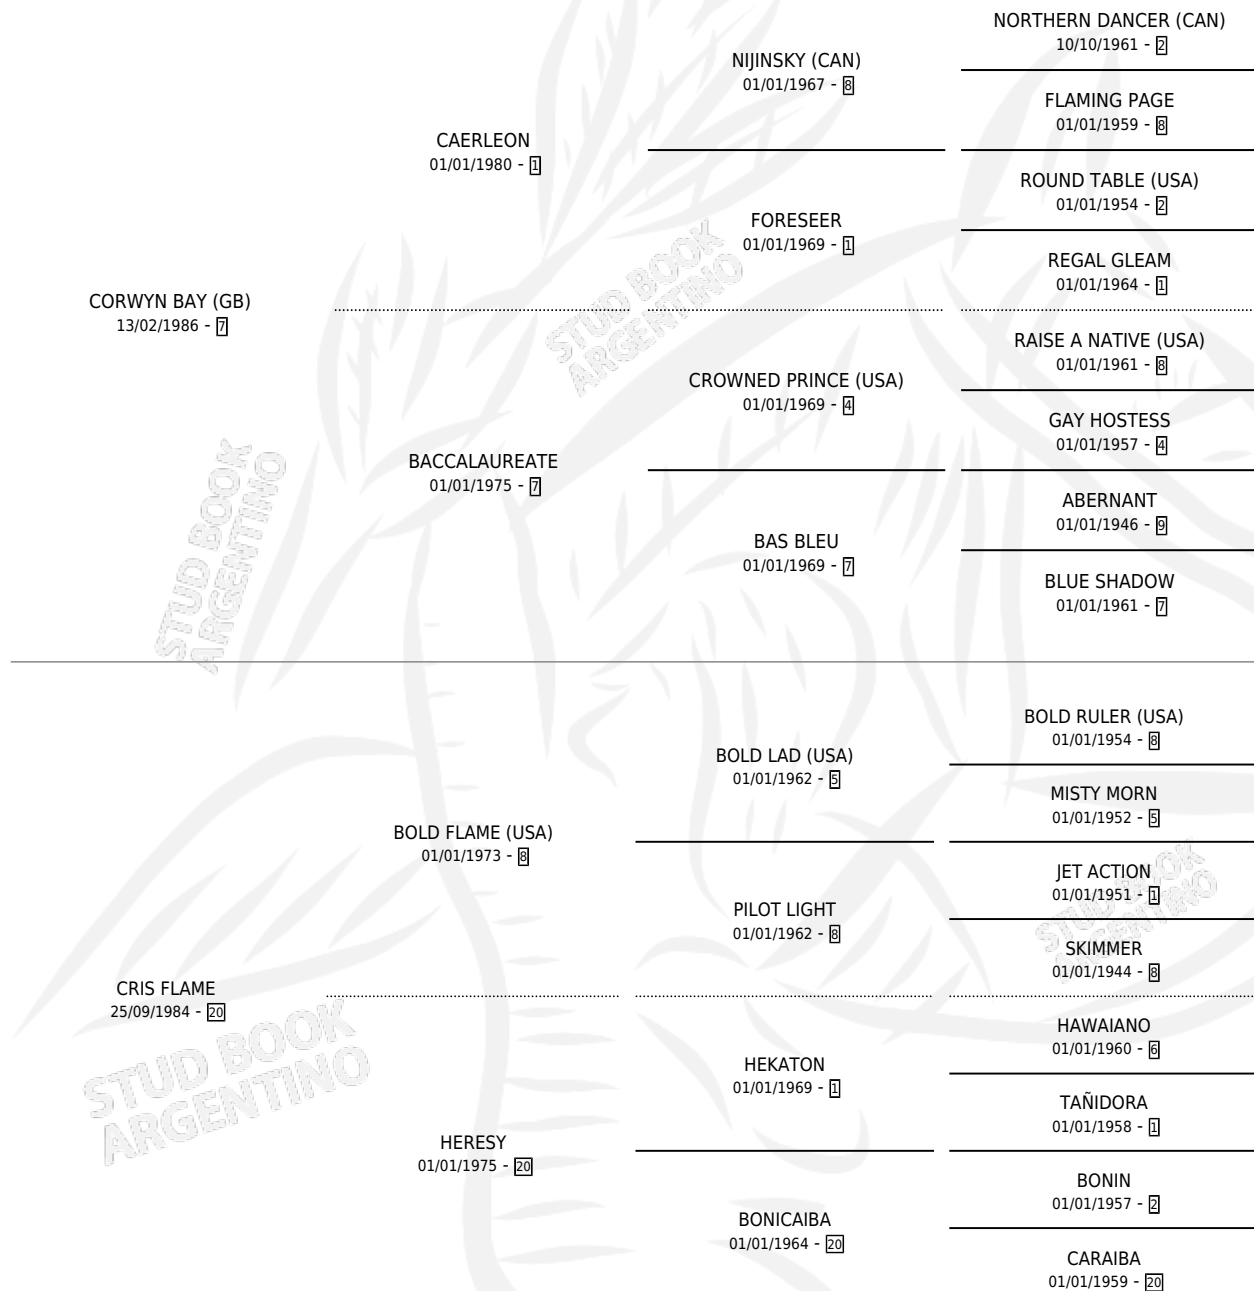 NORTHERN DANCER (CAN)
10/10/1961 - 2
NIJINSKY (CAN)
01/01/1967 - 8
FLAMING PAGE
01/01/1959 - 8
CAERLEON
01/01/1980 - 1
ROUND TABLE (USA)
01/01/1954 - 2
FORESEER
01/01/1969 - 1
REGAL GLEAM
01/01/1964 - 1
CORWYN BAY (GB)
13/02/1986 - 7
RAISE A NATIVE (USA)
01/01/1961 - 8
CROWNED PRINCE (USA)
01/01/1969 - 4
GAY HOSTESS
01/01/1957 - 4
BACCALAUREATE
01/01/1975 - 7
ABERNANT
01/01/1946 - 9
BAS BLEU
01/01/1969 - 7
BLUE SHADOW
01/01/1961 - 7
STUD BOOK
ARGENTINO
STUD BOOK
ARGENTINO
BOLD RULER (USA)
01/01/1954 - 8
BOLD LAD (USA)
01/01/1962 - 5
MISTY MORN
01/01/1952 - 5
BOLD FLAME (USA)
01/01/1973 - 8
JET ACTION
01/01/1951 - 1
PILOT LIGHT
01/01/1962 - 8
SKIMMER
01/01/1944 - 8
STUD BOOK
ARGENTINO
CRIS FLAME
25/09/1984 - 20
HAWAIANO
01/01/1960 - 6
HEKATON
01/01/1969 - 1
TAÑIDORA
01/01/1958 - 1
STUD BOOK
ARGENTINO
HERESY
01/01/1975 - 20
BONIN
01/01/1957 - 2
BONICAIBA
01/01/1964 - 20
CARAIBA
01/01/1959 - 20